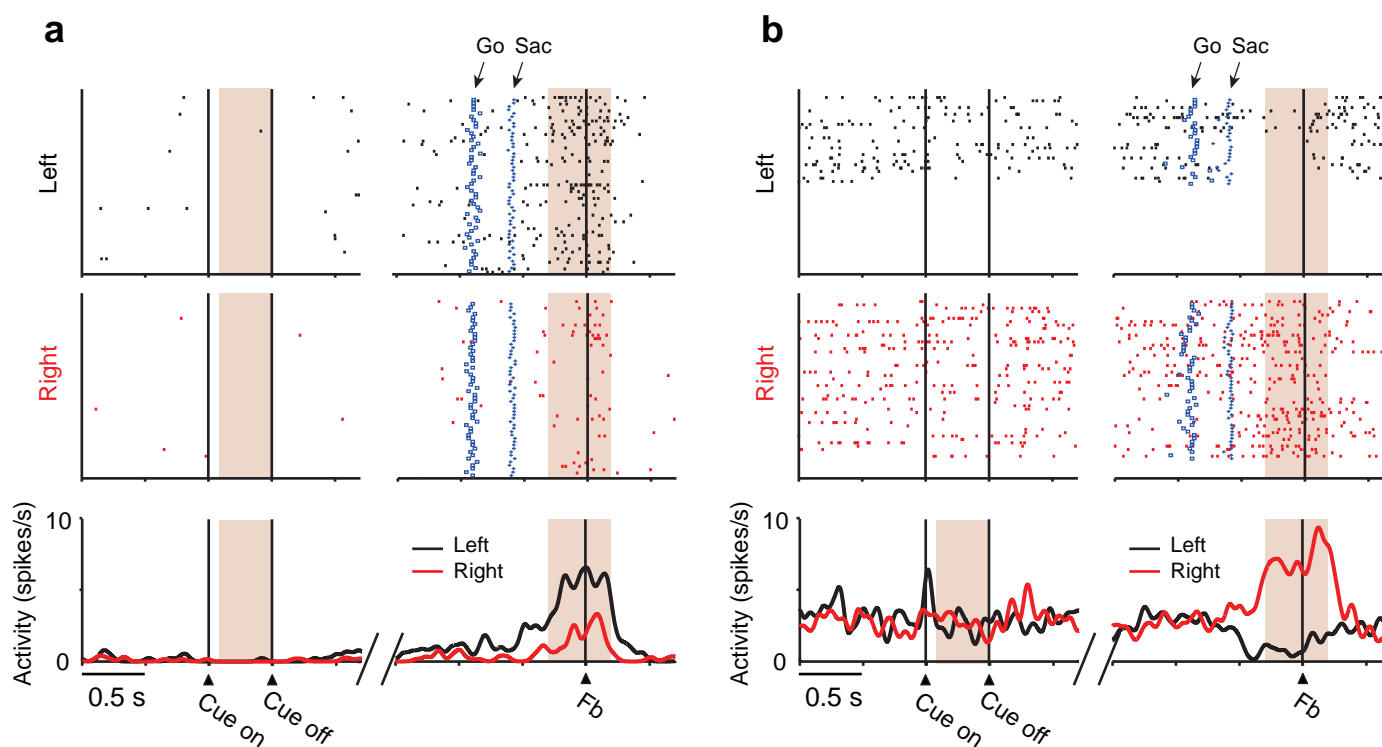 a
Go Sac
Left
Right
Activity (spikes/s)
10
0
Left
Right
0.5 s
Cue on
Cue off
Fb
b
Go Sac
Left
Right
Activity (spikes/s)
10
0
Left
Right
0.5 s
Cue on
Cue off
Fb